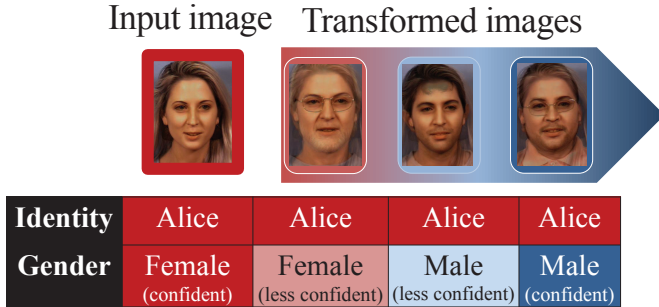 Input image
Transformed images
Identity Alice Alice Alice Alice
Gender Female Female Male Male
(confident) (less confident) (less confident) (confident)